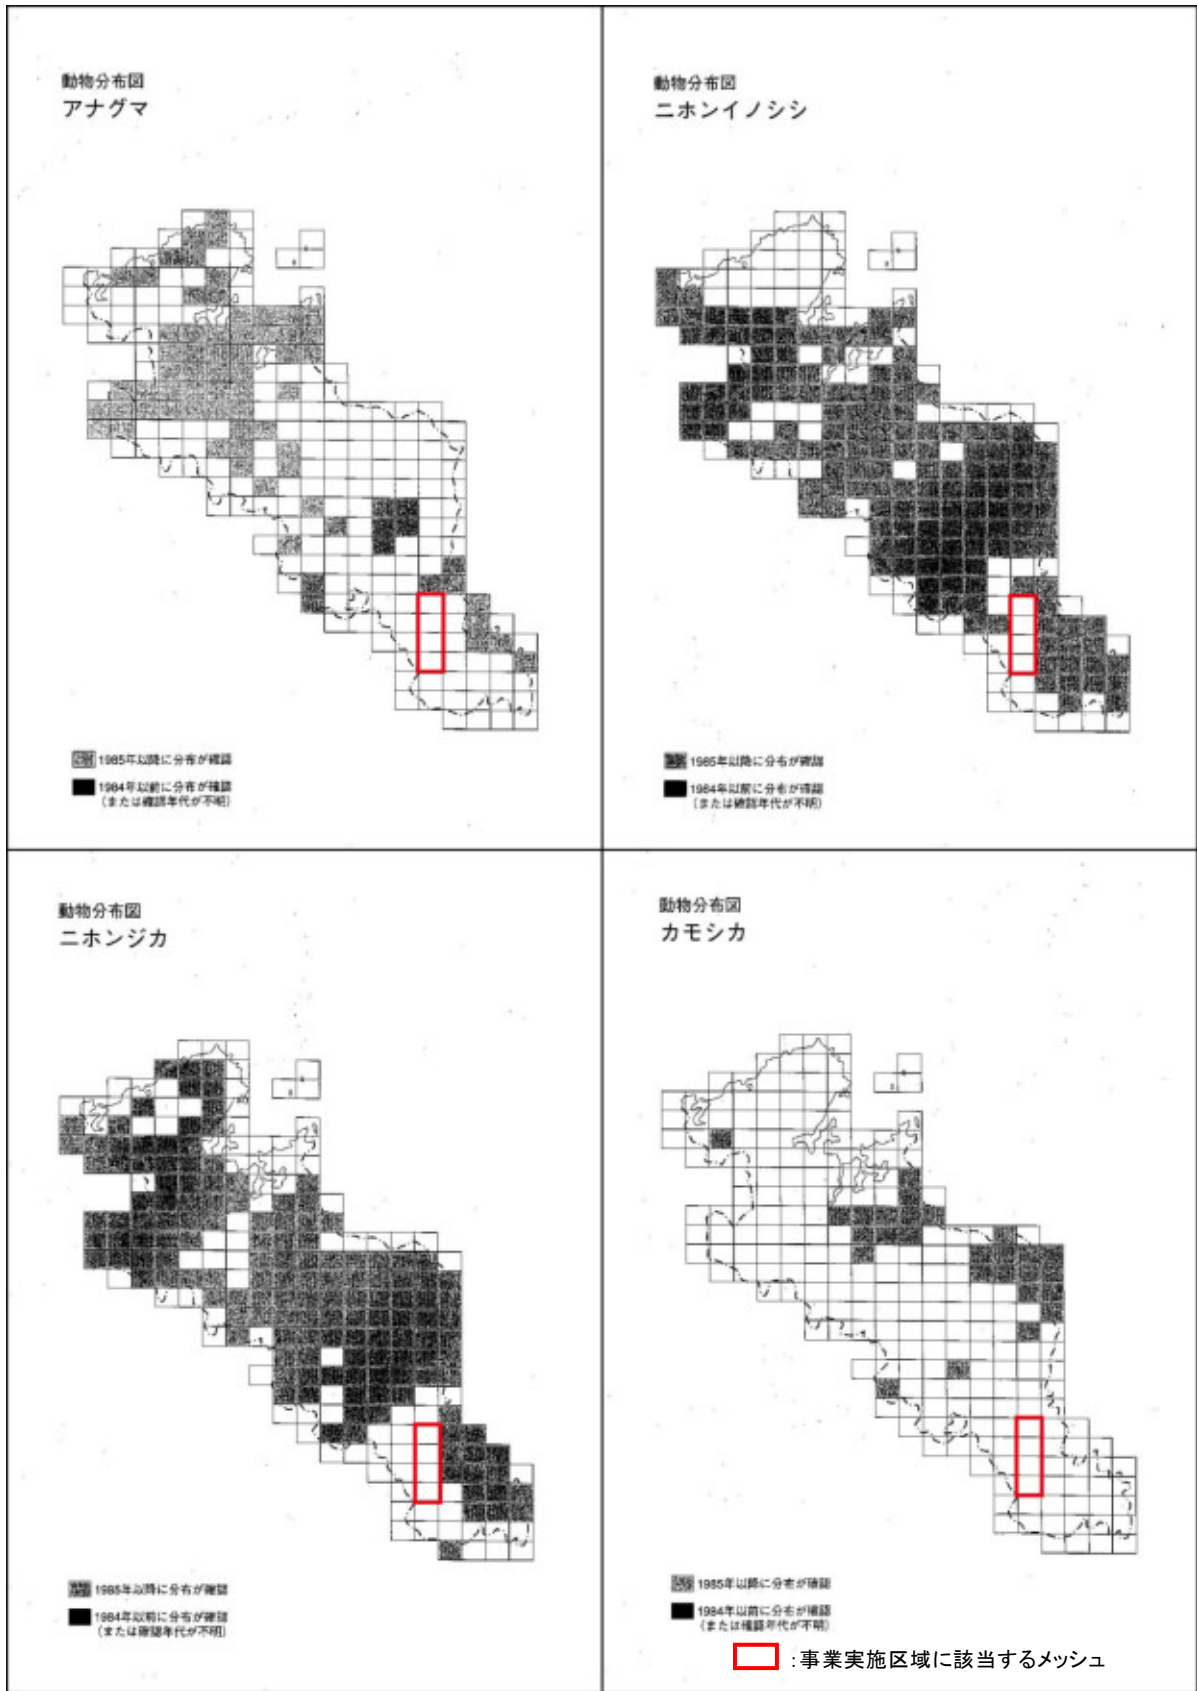 動物分布図
アナグマ
1985年以降に分布が確認
1984年以前に分布が確認
(または確認年代が不明)
動物分布図
ニホンイノシシ
1985年以降に分布が確認
1984年以前に分布が確認
(または確認年代が不明)
動物分布図
ニホンジカ
1985年以降に分布が確認
1984年以前に分布が確認
(または確認年代が不明)
動物分布図
カモシカ
1985年以降に分布が確認
1984年以前に分布が確認
(または確認年代が不明)
:事業実施区域に該当するメッシュ